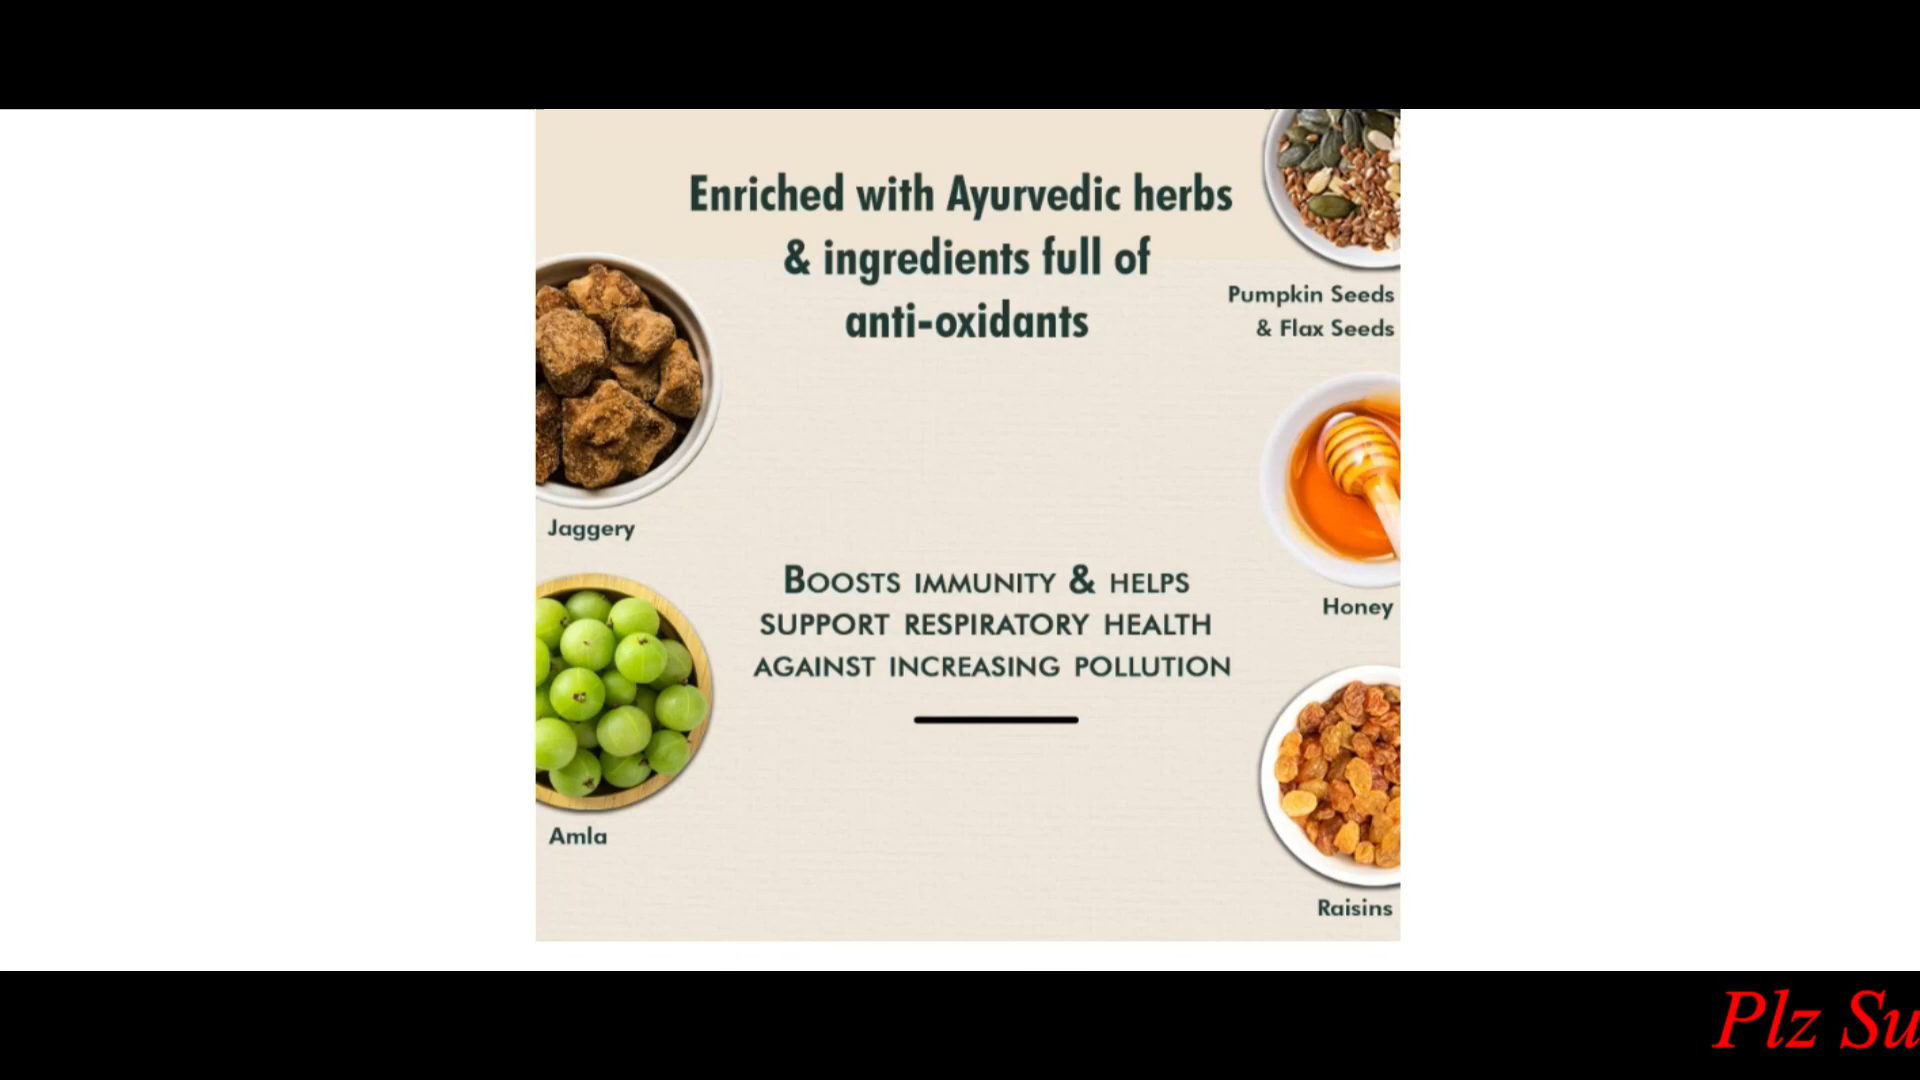 Enriched with Ayurvedic herbs
& ingredients full of
anti-oxidants
Pumpkin Seeds
& Flax Seeds
Jaggery
Honey
BOOSTS IMMUNITY & HELPS
SUPPORT RESPIRATORY HEALTH
AGAINST INCREASING POLLUTION
Amla
Raisins
Plz Su